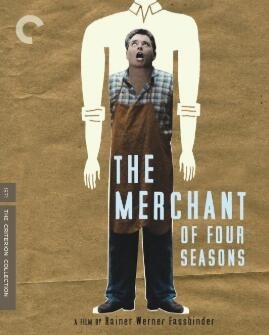 THE
MERCHANT
OF FOUR
SEASONS
A FILM BY Rainer Werner Fassbinder
THE CRITERION COLLECTION